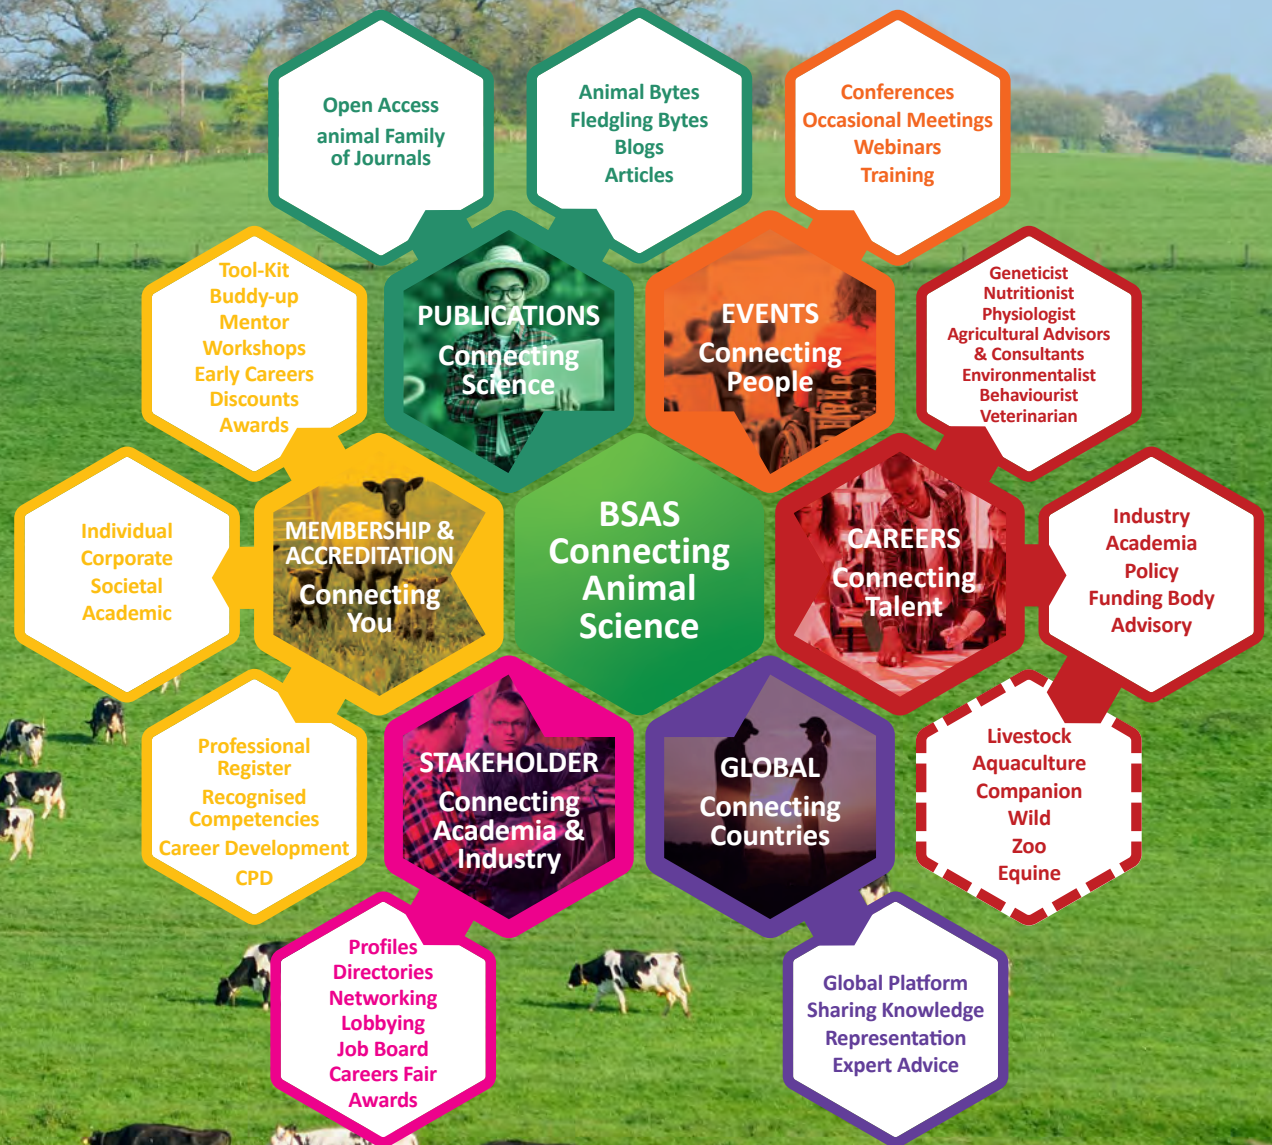 Open Access
animal Family
of Journals
Animal Bytes
Fledgling Bytes
Blogs
Articles
Conferences
Occasional Meetings
Webinars
Training
Tool-Kit
Buddy-up
Mentor
Workshops
Early Careers
Discounts
Awards
PUBLICATIONS
Connecting
Science
EVENTS
Connecting
People
Geneticist
Nutritionist
Physiologist
Agricultural Advisors
& Consultants
Environmentalist
Behaviourist
Veterinarian
Individual
Corporate
Societal
Academic
MEMBERSHIP &
ACCREDITATION
Connecting
You
BSAS
Connecting
Animal
Science
CAREERS
Connecting
Talent
Industry
Academia
Policy
Funding Body
Advisory
Professional
Register
Recognised
Competencies
Career Development
CPD
STAKEHOLDER
Connecting
Academia &
Industry
GLOBAL
Connecting
Countries
Livestock
Aquaculture
Companion
Wild
Zoo
Equine
Profiles
Directories
Networking
Lobbying
Job Board
Careers Fair
Awards
Global Platform
Sharing Knowledge
Representation
Expert Advice